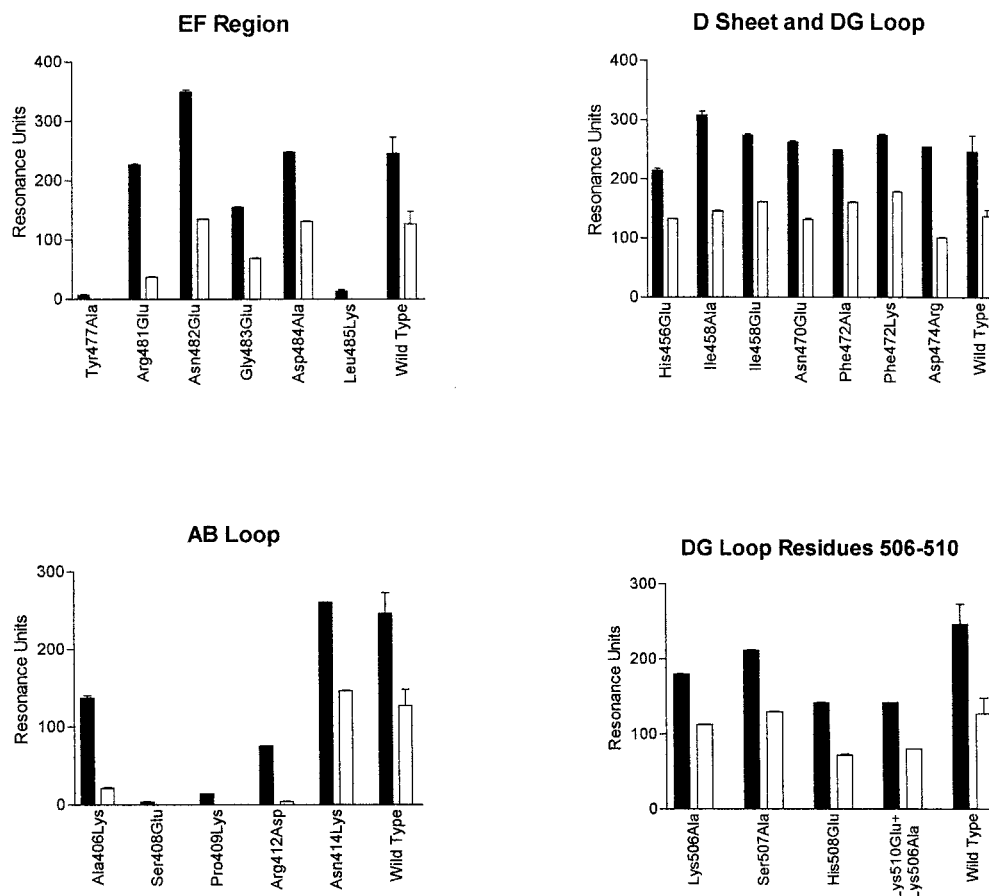 EF Region
Resonance Units
400
300
200
100
0
Tyr477Ala
Arg481Glu
Asn482Glu
Gly483Glu
Asp484Ala
Leu485Lys
Wild Type
D Sheet and DG Loop
Resonance Units
400
300
200
100
0
His456Glu
Ile458Ala
Ile458Glu
Asn470Glu
Phe472Ala
Phe472Lys
Asp474Arg
Wild Type
AB Loop
Resonance Units
300
200
100
0
Ala406Lys
Ser408Glu
Pro409Lys
Arg412Asp
Asn414Lys
Wild Type
DG Loop Residues 506-510
Resonance Units
300
200
100
0
Lys506Ala
Ser507Ala
His508Glu
Lys510Glu+
Lys506Ala
Wild Type